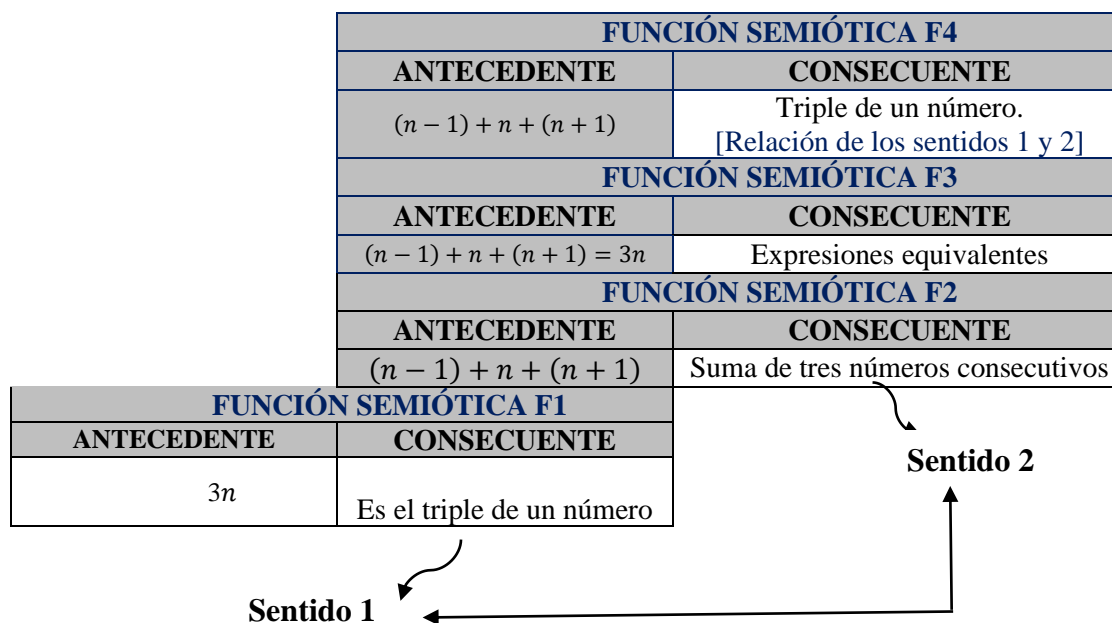 FUNCIÓN SEMIÓTICA F4
ANTECEDENTE CONSECUENTE
(n − 1) + n + (n + 1) Triple de un número.
[Relación de los sentidos 1 y 2]
FUNCIÓN SEMIÓTICA F3
ANTECEDENTE CONSECUENTE
(n − 1) + n + (n + 1) = 3n Expresiones equivalentes
FUNCIÓN SEMIÓTICA F2
ANTECEDENTE CONSECUENTE
(n − 1) + n + (n + 1) Suma de tres números consecutivos
FUNCIÓN SEMIÓTICA F1
ANTECEDENTE CONSECUENTE
3n Es el triple de un número
Sentido 2
Sentido 1